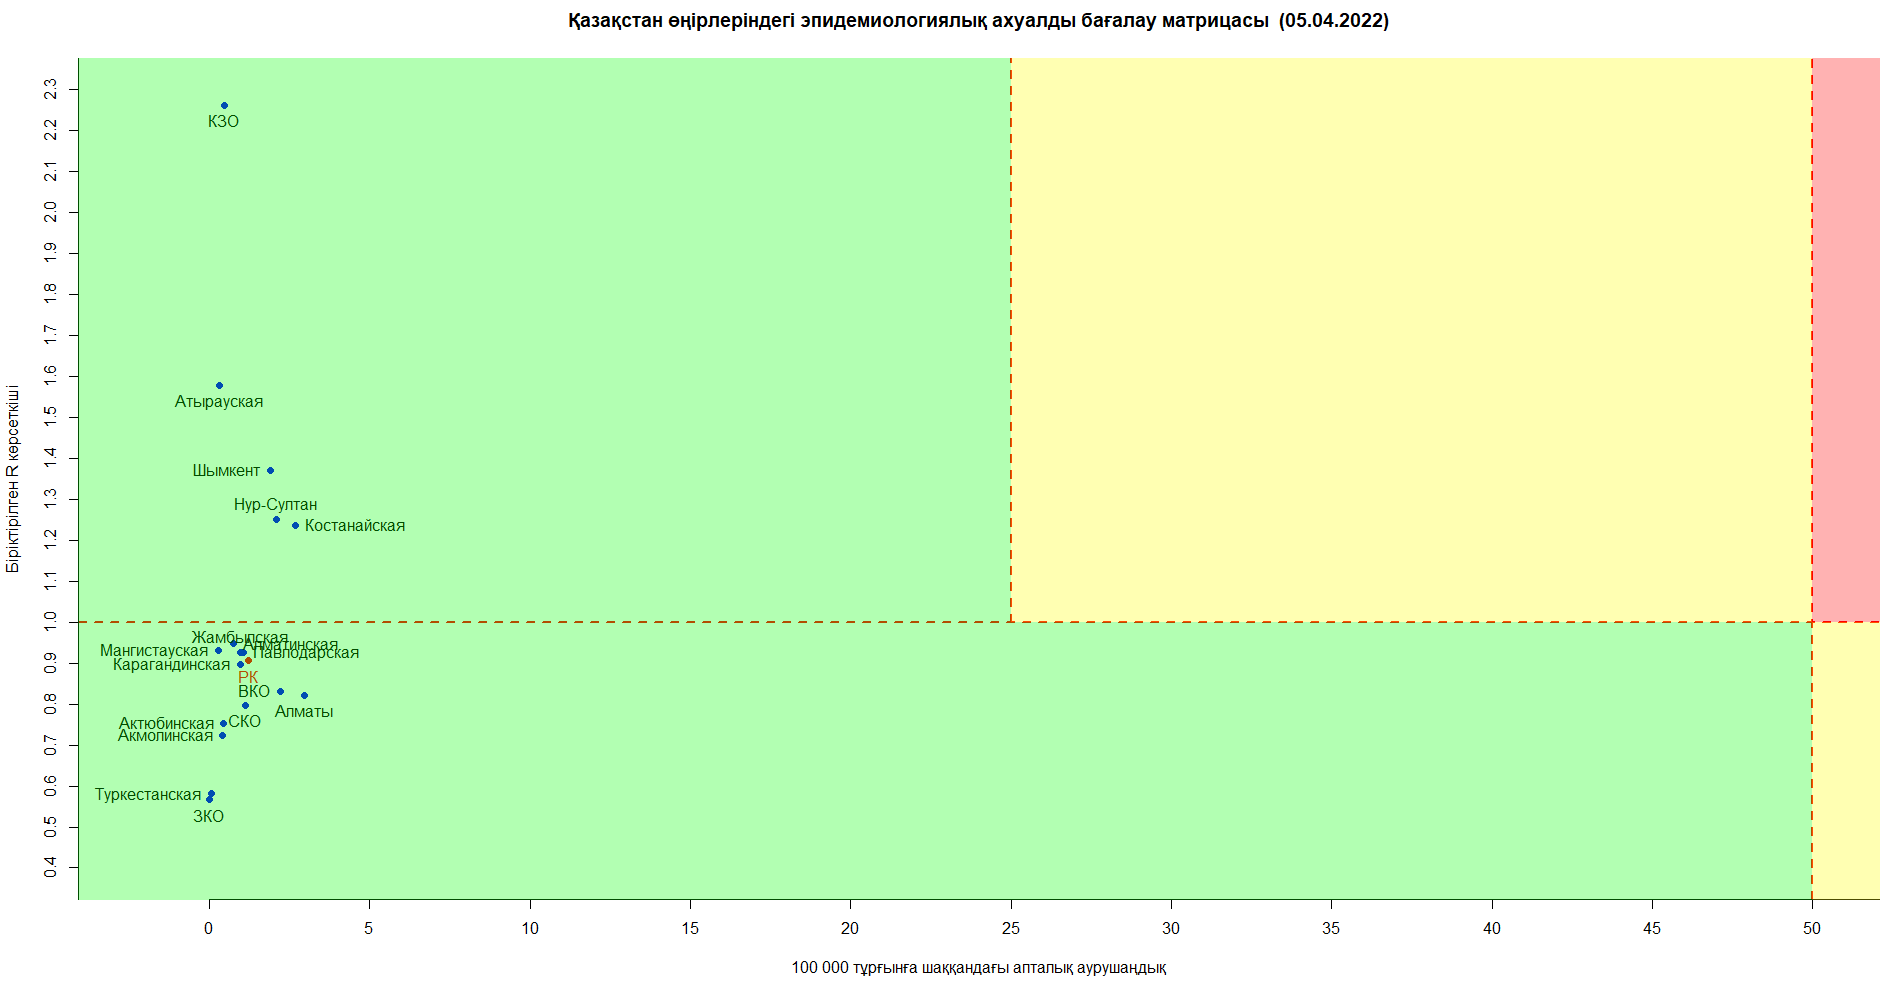 Қазақстан өңірлеріндегі эпидемиологиялық ахуалды бағалау матрицасы (05.04.2022)
Біріктірілген R көрсеткіші
2.3
2.2
2.1
2.0
1.9
1.8
1.7
1.6
1.5
1.4
1.3
1.2
1.1
1.0
0.9
0.8
0.7
0.6
0.5
0.4
КЗО
Атырауская
Шымкент
Нур-Султан
Костанайская
Жамбылская
Алматинская
Мангистауская
Павлодарская
Карагандинская
РК
ВКО
Алматы
СКО
Актюбинская
Акмолинская
Туркестанская
ЗКО
0 5 10 15 20 25 30 35 40 45 50
100 000 тұрғынға шаққандағы апталық аурушаңдық